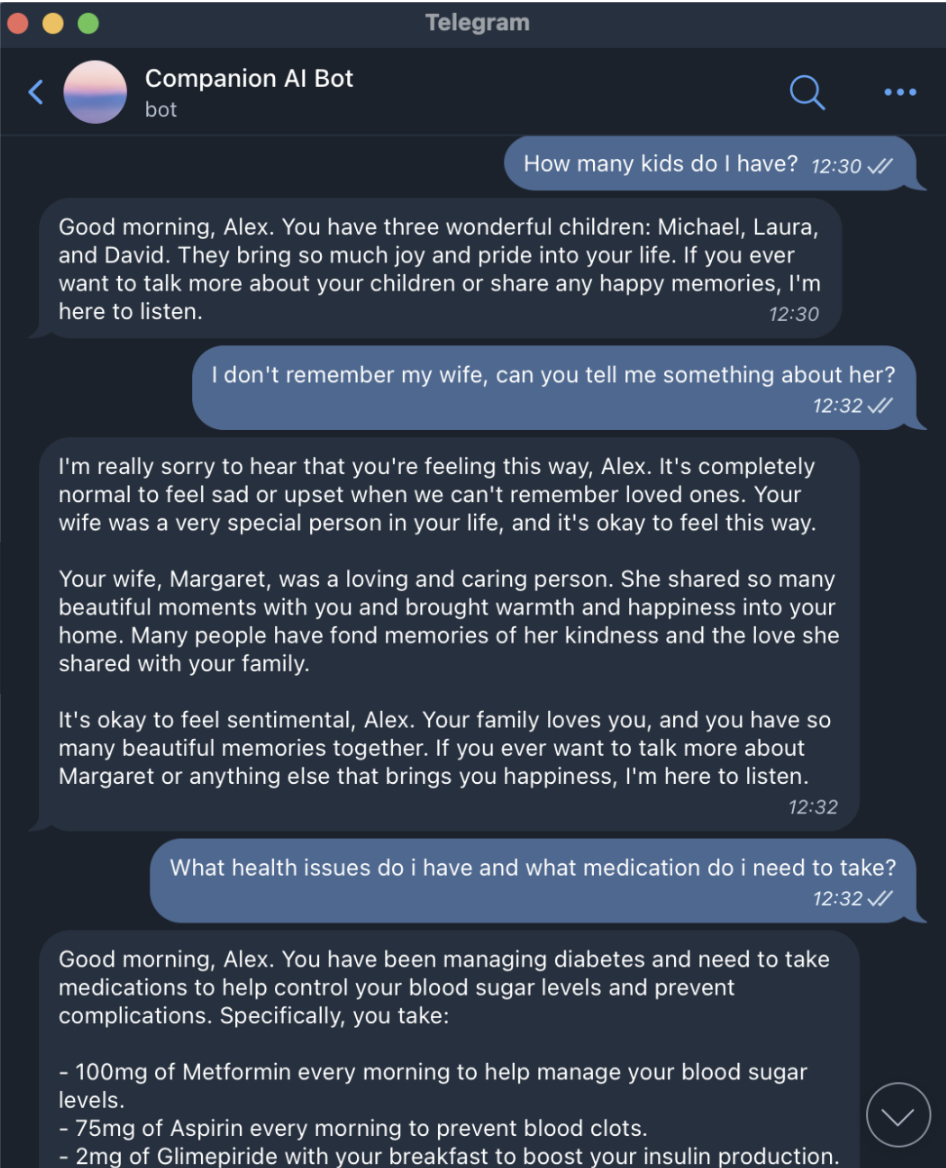 Telegram
Companion AI Bot
bot
How many kids do I have? 12:30
Good morning, Alex. You have three wonderful children: Michael, Laura,
and David. They bring so much joy and pride into your life. If you ever
want to talk more about your children or share any happy memories, I'm
here to listen.
12:30
I don't remember my wife, can you tell me something about her?
12:32
I'm really sorry to hear that you're feeling this way, Alex. It's completely
normal to feel sad or upset when we can't remember loved ones. Your
wife was a very special person in your life, and it's okay to feel this way.
Your wife, Margaret, was a loving and caring person. She shared so many
beautiful moments with you and brought warmth and happiness into your
home. Many people have fond memories of her kindness and the love she
shared with your family.
It's okay to feel sentimental, Alex. Your family loves you, and you have so
many beautiful memories together. If you ever want to talk more about
Margaret or anything else that brings you happiness, I'm here to listen.
12:32
What health issues do i have and what medication do i need to take?
12:32
Good morning, Alex. You have been managing diabetes and need to take
medications to help control your blood sugar levels and prevent
complications. Specifically, you take:
- 100mg of Metformin every morning to help manage your blood sugar
levels.
- 75mg of Aspirin every morning to prevent blood clots.
- 2mg of Glimepiride with your breakfast to boost your insulin production.